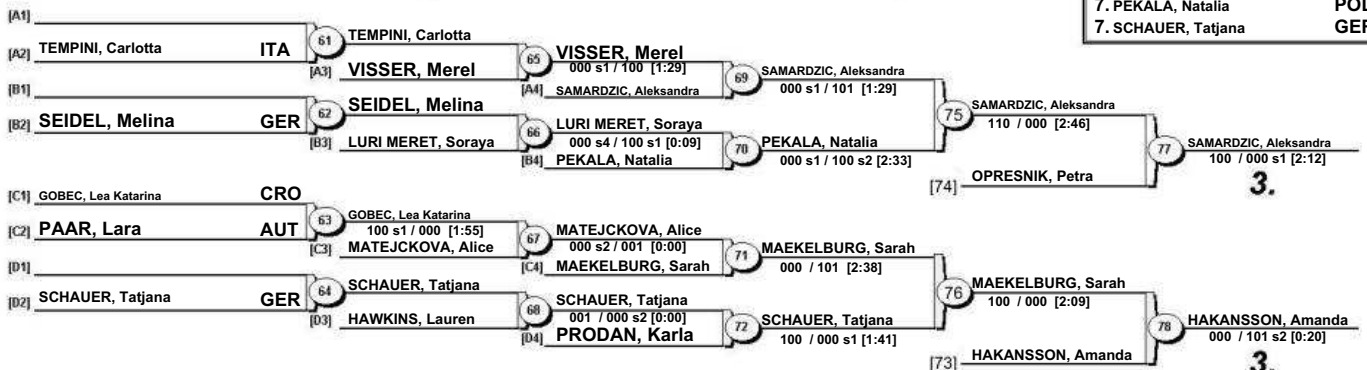 7. PEKALA, Natalia POL
7. SCHAUER, Tatjana GER
[A1]
[A2] TEMPINI, Carlotta ITA
61 TEMPINI, Carlotta
[A3] VISSER, Merel
65 VISSER, Merel
000 s1 / 100 [1:29]
[A4] SAMARDZIC, Aleksandra
69 SAMARDZIC, Aleksandra
000 s1 / 101 [1:29]
[B1]
[B2] SEIDEL, Melina GER
62 SEIDEL, Melina
[B3] LURI MERET, Soraya
66 LURI MERET, Soraya
000 s4 / 100 s1 [0:09]
[B4] PEKALA, Natalia
70 PEKALA, Natalia
000 s1 / 100 s2 [2:33]
75 SAMARDZIC, Aleksandra
110 / 000 [2:46]
[74] OPRESNIK, Petra
77 SAMARDZIC, Aleksandra
100 / 000 s1 [2:12]
3.
[C1] GOBEC, Lea Katarina CRO
[C2] PAAR, Lara AUT
63 GOBEC, Lea Katarina
100 s1 / 000 [1:55]
[C3] MATEJCKOVA, Alice
67 MATEJCKOVA, Alice
000 s2 / 001 [0:00]
[C4] MAEKELBURG, Sarah
71 MAEKELBURG, Sarah
000 / 101 [2:38]
[D1]
[D2] SCHAUER, Tatjana GER
64 SCHAUER, Tatjana
[D3] HAWKINS, Lauren
68 SCHAUER, Tatjana
001 / 000 s2 [0:00]
[D4] PRODAN, Karla
72 SCHAUER, Tatjana
100 / 000 s1 [1:41]
76 MAEKELBURG, Sarah
100 / 000 [2:09]
[73] HAKANSSON, Amanda
78 HAKANSSON, Amanda
000 / 101 s2 [0:20]
3.